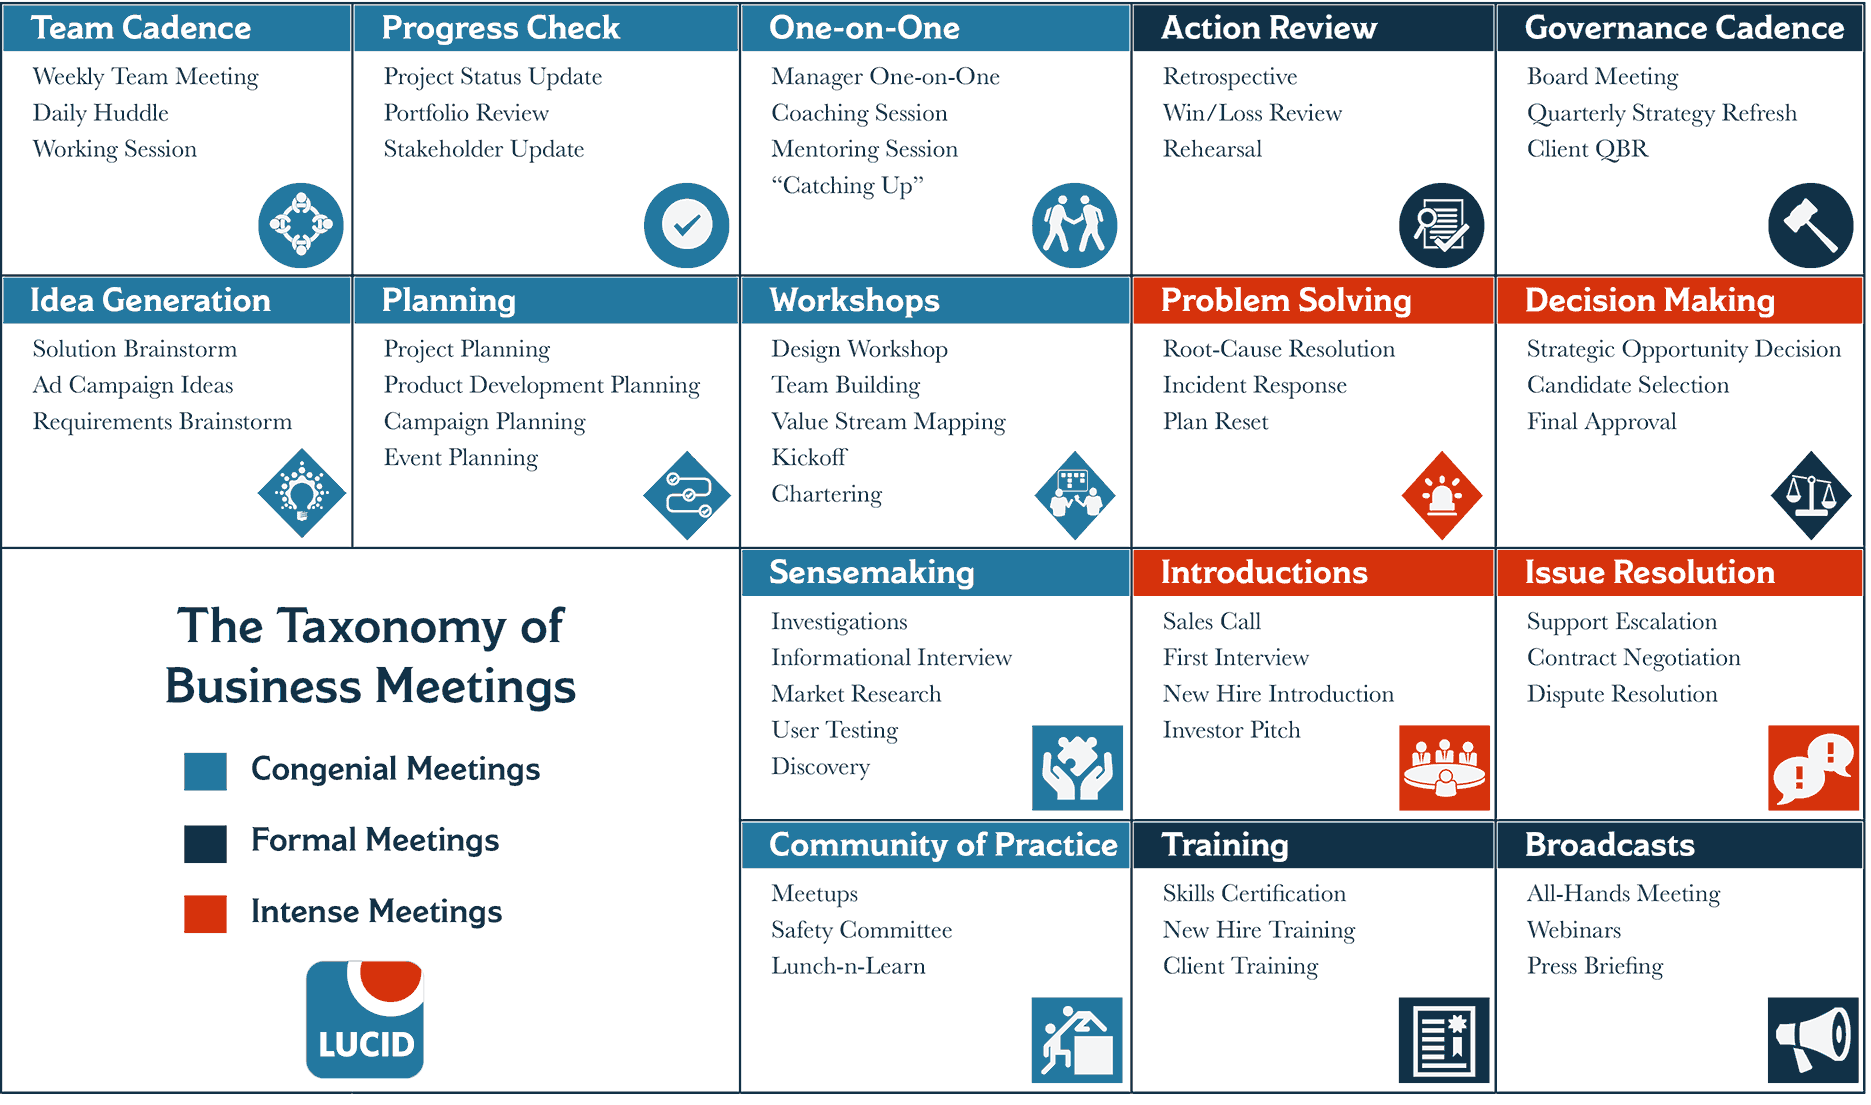 Team Cadence
Weekly Team Meeting
Daily Huddle
Working Session
Progress Check
Project Status Update
Portfolio Review
Stakeholder Update
One-on-One
Manager One-on-One
Coaching Session
Mentoring Session
“Catching Up”
Action Review
Retrospective
Win/Loss Review
Rehearsal
Governance Cadence
Board Meeting
Quarterly Strategy Refresh
Client QBR
Idea Generation
Solution Brainstorm
Ad Campaign Ideas
Requirements Brainstorm
Planning
Project Planning
Product Development Planning
Campaign Planning
Event Planning
Workshops
Design Workshop
Team Building
Value Stream Mapping
Kickoff
Chartering
Problem Solving
Root-Cause Resolution
Incident Response
Plan Reset
Decision Making
Strategic Opportunity Decision
Candidate Selection
Final Approval
The Taxonomy of
Business Meetings
Congenial Meetings
Formal Meetings
Intense Meetings
LUCID
Sensemaking
Investigations
Informational Interview
Market Research
User Testing
Discovery
Introductions
Sales Call
First Interview
New Hire Introduction
Investor Pitch
Issue Resolution
Support Escalation
Contract Negotiation
Dispute Resolution
! !
Community of Practice
Meetups
Safety Committee
Lunch-n-Learn
Training
Skills Certification
New Hire Training
Client Training
Broadcasts
All-Hands Meeting
Webinars
Press Briefing